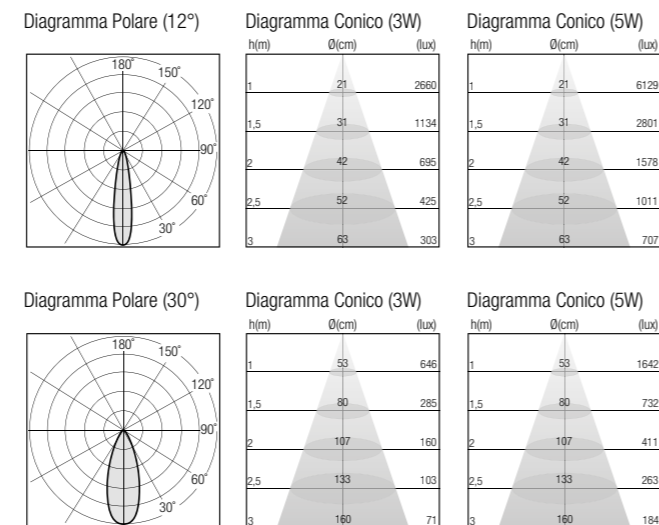 Diagramma Polare (12°)
180°
150°
120°
90°
60°
30°
Diagramma Conico (3W)
h(m) Ø(cm) (lux)
1 21 2660
1,5 31 1134
2 42 695
2,5 52 425
3 63 303
Diagramma Conico (5W)
h(m) Ø(cm) (lux)
1 21 6129
1,5 31 2801
2 42 1578
2,5 52 1011
3 63 707
Diagramma Polare (30°)
180°
150°
120°
90°
60°
30°
Diagramma Conico (3W)
h(m) Ø(cm) (lux)
1 53 646
1,5 80 285
2 107 160
2,5 133 103
3 160 71
Diagramma Conico (5W)
h(m) Ø(cm) (lux)
1 53 1642
1,5 80 732
2 107 411
2,5 133 263
3 160 184